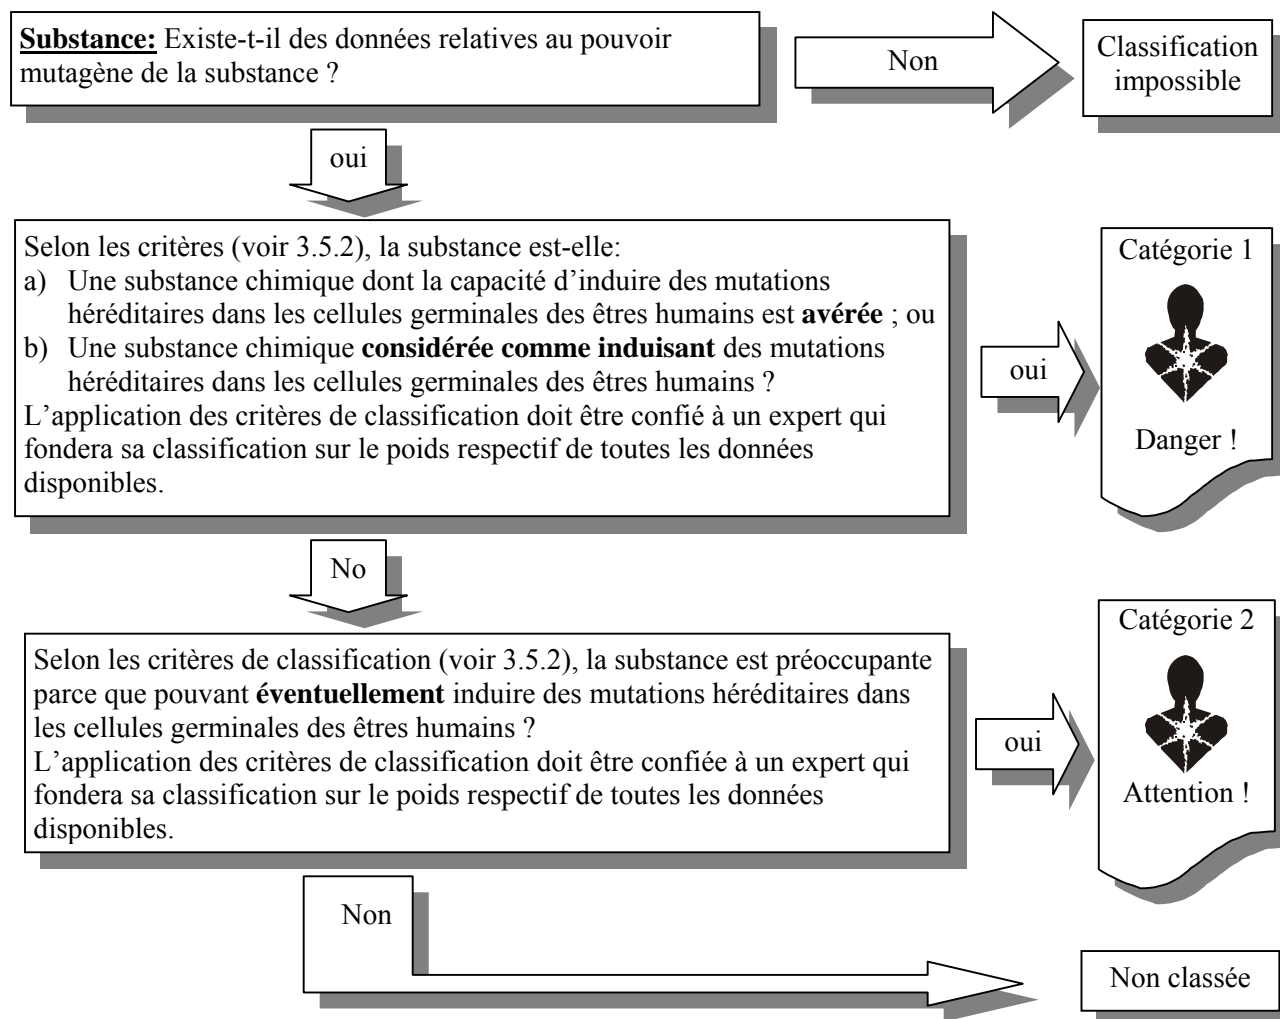 Substance: Existe-t-il des données relatives au pouvoir
mutagène de la substance ?
Non
Classification
impossible
oui
Selon les critères (voir 3.5.2), la substance est-elle:
a) Une substance chimique dont la capacité d’induire des mutations
héréditaires dans les cellules germinales des êtres humains est avérée ; ou
b) Une substance chimique considérée comme induisant des mutations
héréditaires dans les cellules germinales des êtres humains ?
L’application des critères de classification doit être confié à un expert qui
fondera sa classification sur le poids respectif de toutes les données
disponibles.
oui
Catégorie 1
Danger !
No
Selon les critères de classification (voir 3.5.2), la substance est préoccupante
parce que pouvant éventuellement induire des mutations héréditaires dans
les cellules germinales des êtres humains ?
L’application des critères de classification doit être confiée à un expert qui
fondera sa classification sur le poids respectif de toutes les données
disponibles.
oui
Catégorie 2
Attention !
Non
Non classée